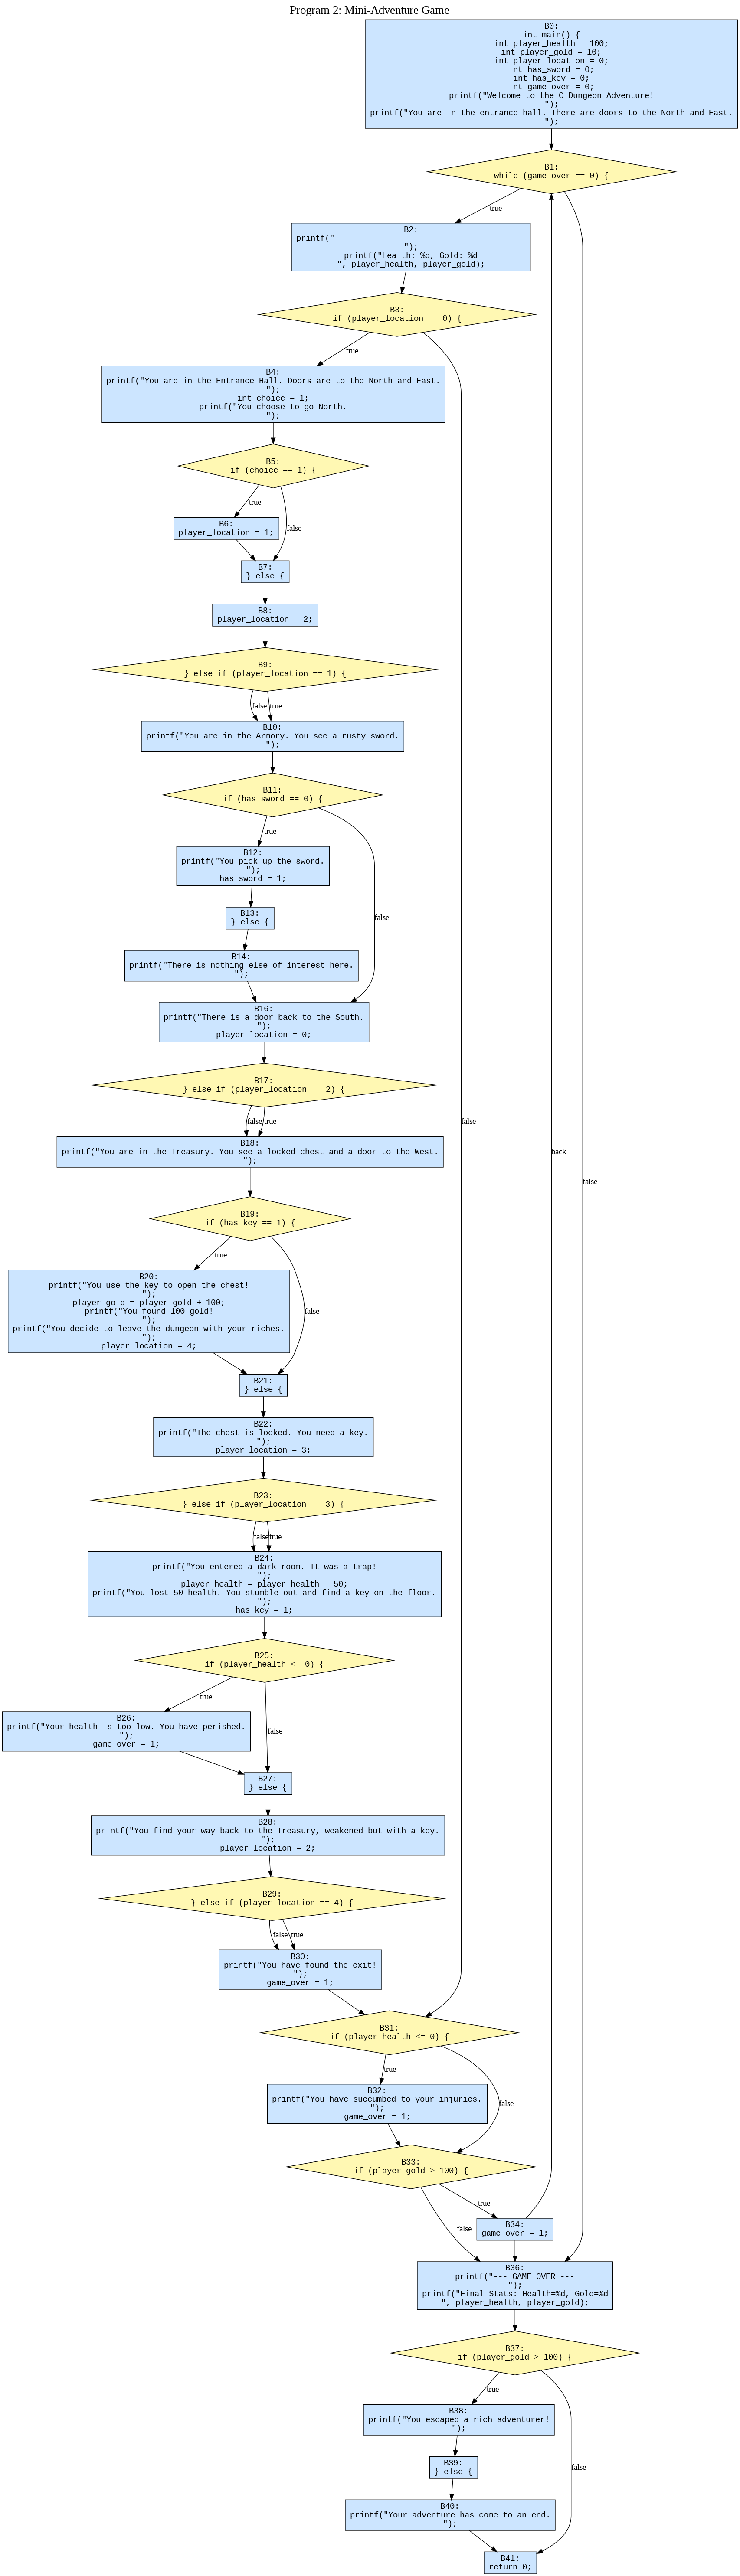 Program 2: Mini-Adventure Game
B0:
int main() {
int player_health = 100;
int player_gold = 10;
int player_location = 0;
int has_sword = 0;
int has_key = 0;
int game_over = 0;
printf("Welcome to the C Dungeon Adventure!
");
printf("You are in the entrance hall. There are doors to the North and East.
");
B1:
while (game_over == 0) {
true
B2:
printf("----------------------------------------
");
printf("Health: %d, Gold: %d
", player_health, player_gold);
B3:
if (player_location == 0) {
true
B4:
printf("You are in the Entrance Hall. Doors are to the North and East.
");
int choice = 1;
printf("You choose to go North.
");
B5:
if (choice == 1) {
true
B6:
player_location = 1;
false
B7:
} else {
B8:
player_location = 2;
B9:
} else if (player_location == 1) {
false
true
B10:
printf("You are in the Armory. You see a rusty sword.
");
B11:
if (has_sword == 0) {
true
B12:
printf("You pick up the sword.
");
has_sword = 1;
B13:
} else {
false
B14:
printf("There is nothing else of interest here.
");
B16:
printf("There is a door back to the South.
");
player_location = 0;
B17:
} else if (player_location == 2) {
false
true
false
B18:
printf("You are in the Treasury. You see a locked chest and a door to the West.
");
back
false
B19:
if (has_key == 1) {
true
B20:
printf("You use the key to open the chest!
");
player_gold = player_gold + 100;
printf("You found 100 gold!
");
printf("You decide to leave the dungeon with your riches.
");
player_location = 4;
false
B21:
} else {
B22:
printf("The chest is locked. You need a key.
");
player_location = 3;
B23:
} else if (player_location == 3) {
false
true
B24:
printf("You entered a dark room. It was a trap!
");
player_health = player_health - 50;
printf("You lost 50 health. You stumble out and find a key on the floor.
");
has_key = 1;
B25:
if (player_health <= 0) {
true
B26:
printf("Your health is too low. You have perished.
");
game_over = 1;
false
B27:
} else {
B28:
printf("You find your way back to the Treasury, weakened but with a key.
");
player_location = 2;
B29:
} else if (player_location == 4) {
false
true
B30:
printf("You have found the exit!
");
game_over = 1;
B31:
if (player_health <= 0) {
true
B32:
printf("You have succumbed to your injuries.
");
game_over = 1;
false
B33:
if (player_gold > 100) {
true
false
B34:
game_over = 1;
B36:
printf("--- GAME OVER ---
");
printf("Final Stats: Health=%d, Gold=%d
", player_health, player_gold);
B37:
if (player_gold > 100) {
true
B38:
printf("You escaped a rich adventurer!
");
B39:
} else {
false
B40:
printf("Your adventure has come to an end.
");
B41:
return 0;